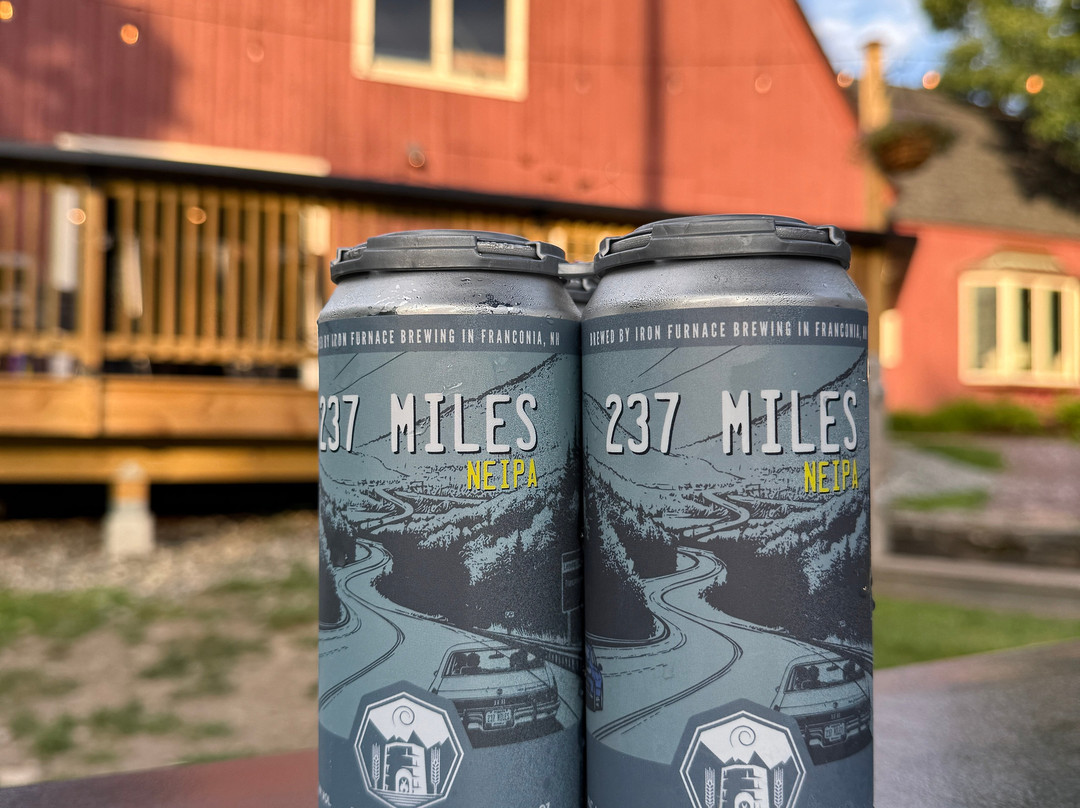 BY IRON FURNACE BREWING IN FRANCONIA, NH
237 MILES
NEIPA
BREWED BY IRON FURNACE BREWING IN FRANCONIA, NH
237 MILES
NEIPA